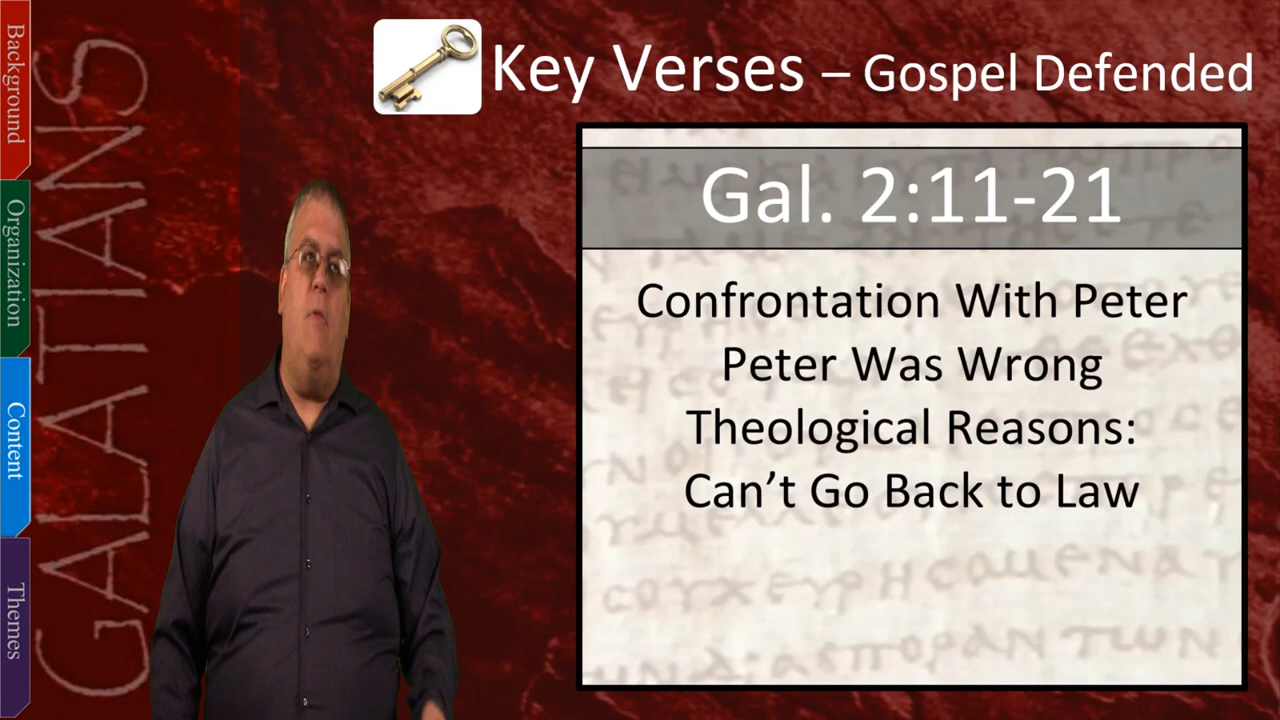 Background
Organization
Content
Themes
GALATIANS
Key Verses – Gospel Defended
Gal. 2:11-21
Confrontation With Peter
Peter Was Wrong
Theological Reasons:
Can’t Go Back to Law